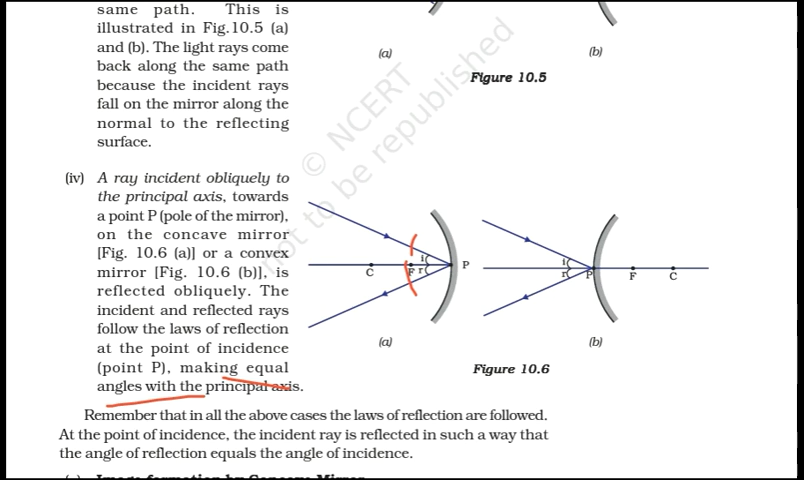 same path. This is
illustrated in Fig.10.5 (a)
and (b). The light rays come
back along the same path
because the incident rays
fall on the mirror along the
normal to the reflecting
surface.
(a)
(b)
Figure 10.5
© NCERT
not to be republished
(iv) A ray incident obliquely to
the principal axis, towards
a point P (pole of the mirror),
on the concave mirror
[Fig. 10.6 (a)] or a convex
mirror [Fig. 10.6 (b)], is
reflected obliquely. The
incident and reflected rays
follow the laws of reflection
at the point of incidence
(point P), making equal
angles with the principal axis.
C F i r P
i r P F C
(a)
(b)
Figure 10.6
Remember that in all the above cases the laws of reflection are followed.
At the point of incidence, the incident ray is reflected in such a way that
the angle of reflection equals the angle of incidence.